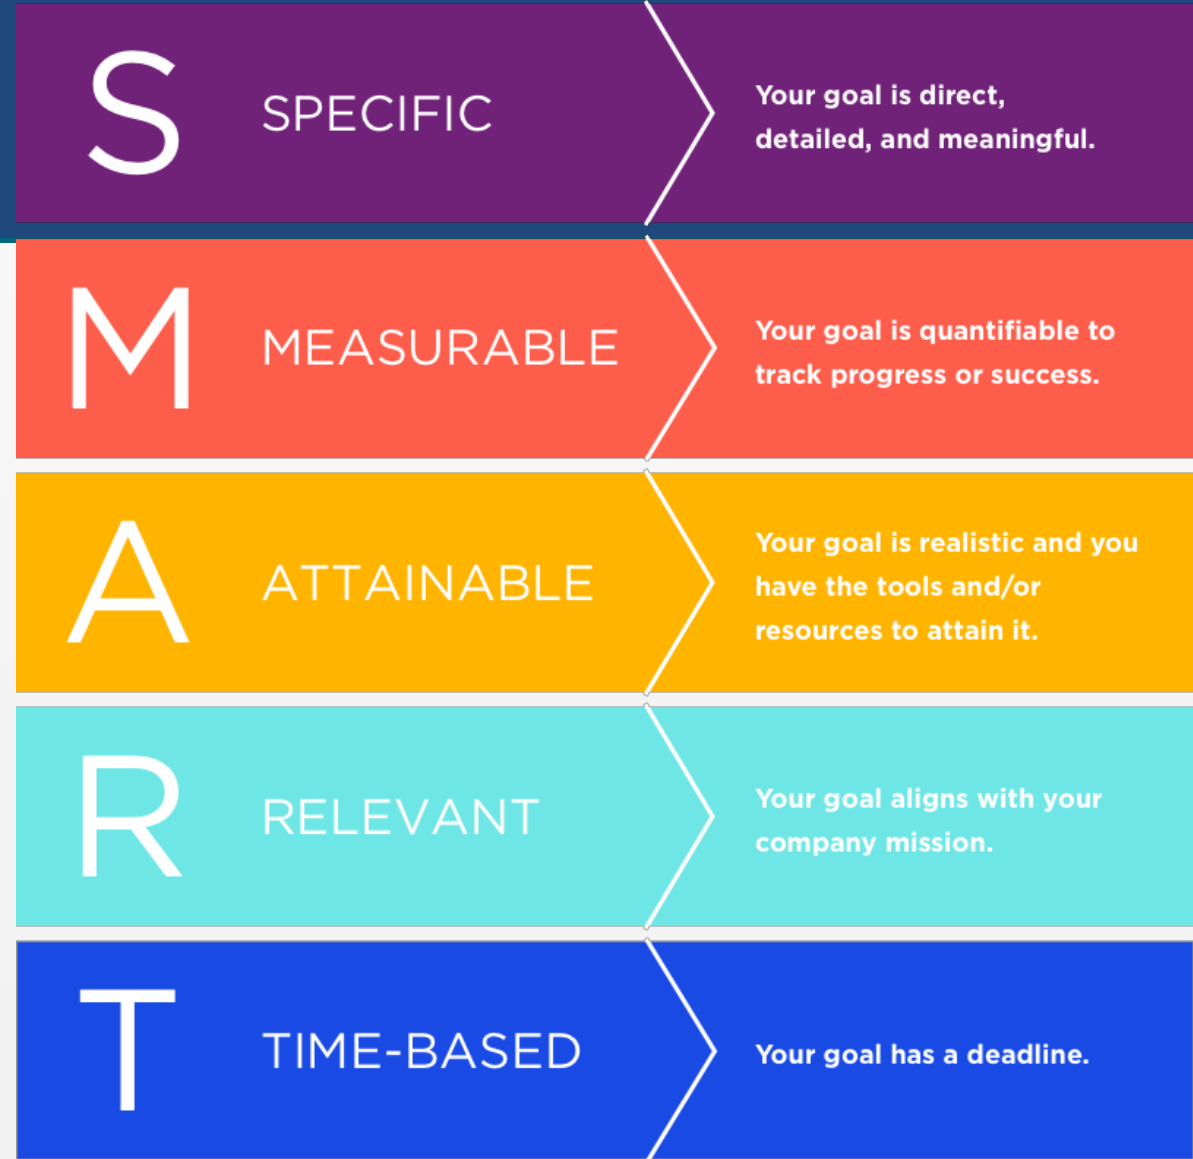 S SPECIFIC
Your goal is direct,
detailed, and meaningful.
M MEASURABLE
Your goal is quantifiable to
track progress or success.
A ATTAINABLE
Your goal is realistic and you
have the tools and/or
resources to attain it.
R RELEVANT
Your goal aligns with your
company mission.
T TIME-BASED
Your goal has a deadline.